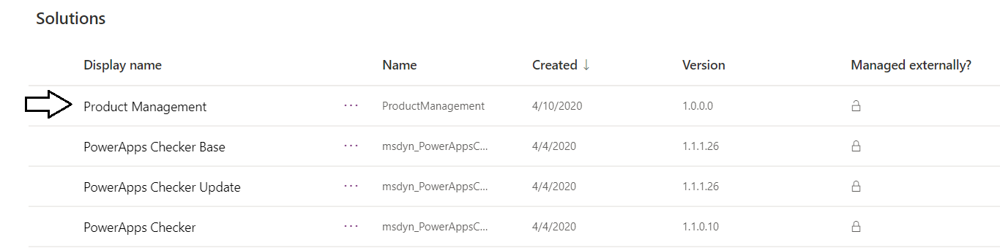 Solutions
Display name Name Created ↓ Version Managed externally?
Product Management ... ProductManagement 4/10/2020 1.0.0.0
PowerApps Checker Base ... msdyn_PowerAppsC... 4/4/2020 1.1.1.26
PowerApps Checker Update ... msdyn_PowerAppsC... 4/4/2020 1.1.1.26
PowerApps Checker ... msdyn_PowerAppsC... 4/4/2020 1.1.0.10